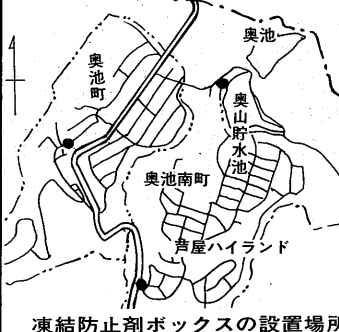 奥池
奥池町
奥山貯水池
奥池南町
芦屋ハイランド
凍結防止剤ボックスの設置場所